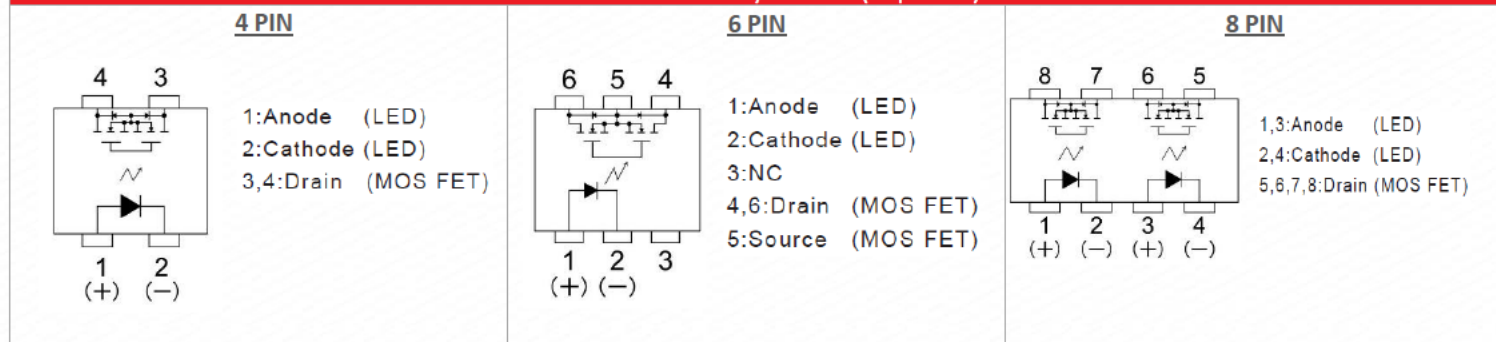 4 PIN
4 3
1:Anode (LED)
2:Cathode (LED)
3,4:Drain (MOS FET)
1 2
(+) (−)
6 PIN
6 5 4
1:Anode (LED)
2:Cathode (LED)
3:NC
4,6:Drain (MOS FET)
5:Source (MOS FET)
1 2 3
(+) (−)
8 PIN
8 7 6 5
1,3:Anode (LED)
2,4:Cathode (LED)
5,6,7,8:Drain (MOS FET)
1 2 3 4
(+) (−) (+) (−)